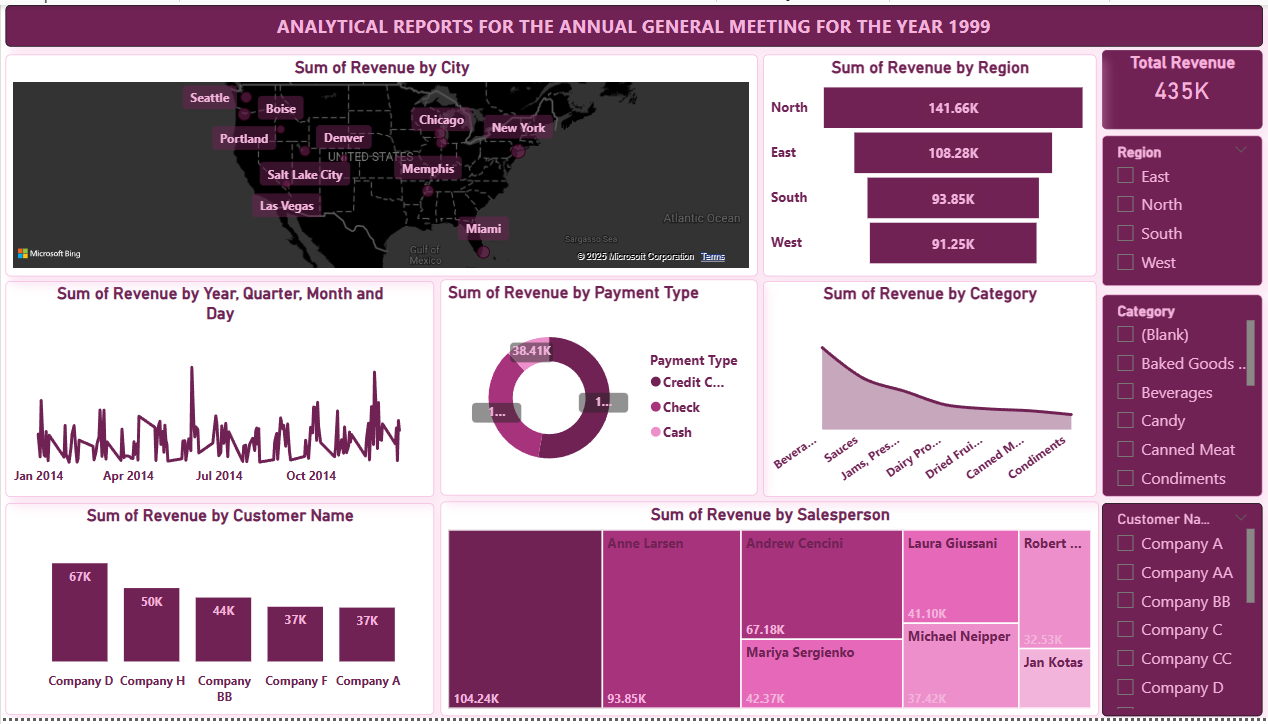 ANALYTICAL REPORTS FOR THE ANNUAL GENERAL MEETING FOR THE YEAR 1999
Sum of Revenue by City
Seattle
Boise
Portland
Denver
Chicago
New York
UNITED STATES
Salt Lake City
Memphis
Las Vegas
Miami
Atlantic Ocean
Sargasso Sea
Gulf of
Mexico
Microsoft Bing
© 2025 Microsoft Corporation Terms
Sum of Revenue by Region
North 141.66K
East 108.28K
South 93.85K
West 91.25K
Total Revenue
435K
Region
East
North
South
West
Sum of Revenue by Year, Quarter, Month and
Day
Jan 2014 Apr 2014 Jul 2014 Oct 2014
Sum of Revenue by Payment Type
38.41K
1...
1...
Payment Type
Credit C...
Check
Cash
Sum of Revenue by Category
Bevera...
Sauces
Jams, Pres...
Dairy Pro...
Dried Frui...
Canned M...
Condiments
Category
(Blank)
Baked Goods ...
Beverages
Candy
Canned Meat
Condiments
Sum of Revenue by Customer Name
67K
50K
44K
37K
37K
Company D
Company H
Company
BB
Company F
Company A
Sum of Revenue by Salesperson
104.24K
Anne Larsen
93.85K
Andrew Cencini
67.18K
Mariya Sergienko
42.37K
Laura Giussani
41.10K
Michael Neipper
37.42K
Robert ...
32.53K
Jan Kotas
Customer Na...
Company A
Company AA
Company BB
Company C
Company CC
Company D